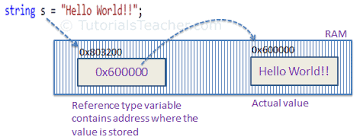 string s = "Hello World!!";
© TutorialsTeacher.com
RAM
0x803200
0x600000
0x600000
Hello World!!
Reference type variable
contains address where the
value is stored
Actual value